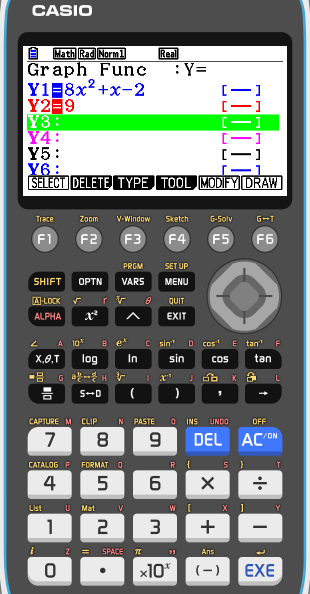 CASIO
Math Rad Norm1 Real
Graph Func :Y=
Y1=8x²+x-2 [—]
Y2=9 [—]
Y3: [—]
Y4: [—]
Y5: [—]
Y6: [—]
SELECT DELETE TYPE TOOL MODIFY DRAW
Trace Zoom V-Window Sketch G-Solv G↔T
F1 F2 F3 F4 F5 F6
PRGM SET UP
SHIFT OPTN VARS MENU
A-LOCK √ r ∛ θ QUIT
ALPHA x² ^ EXIT
∠ A 10ˣ B eˣ C sin⁻¹ D cos⁻¹ E tan⁻¹ F
X,θ,T log ln sin cos tan
G H ∛ I x⁻¹ J K L
S↔D ( ) , →
CAPTURE M CLIP N PASTE O INS UNDO OFF
7 8 9 DEL AC/ON
CATALOG P FORMAT Q R { S } T
4 5 6 × ÷
List U Mat V W [ X ] Y
1 2 3 + −
i Z = SPACE π " Ans ↵
0 • ×10ˣ (−) EXE